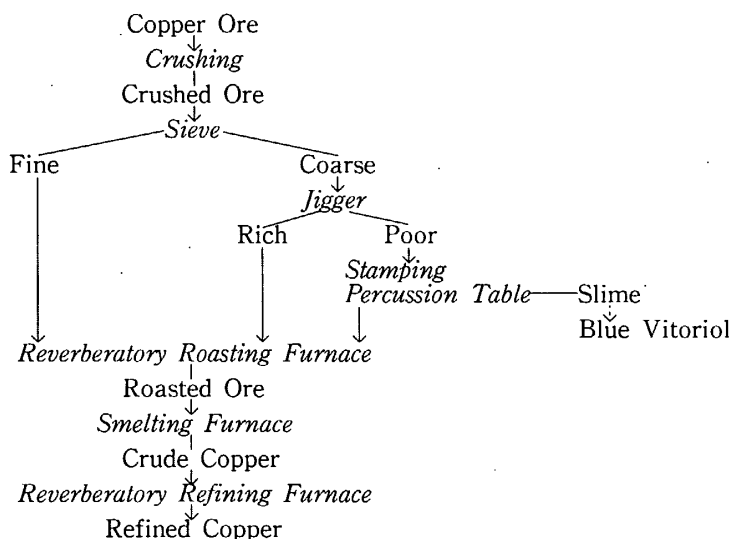 Copper Ore
Crushing
Crushed Ore
Sieve
Fine Coarse
Jigger
Rich Poor
Stamping
Percussion Table Slime
Blue Vitoriol
Reverberatory Roasting Furnace
Roasted Ore
Smelting Furnace
Crude Copper
Reverberatory Refining Furnace
Refined Copper